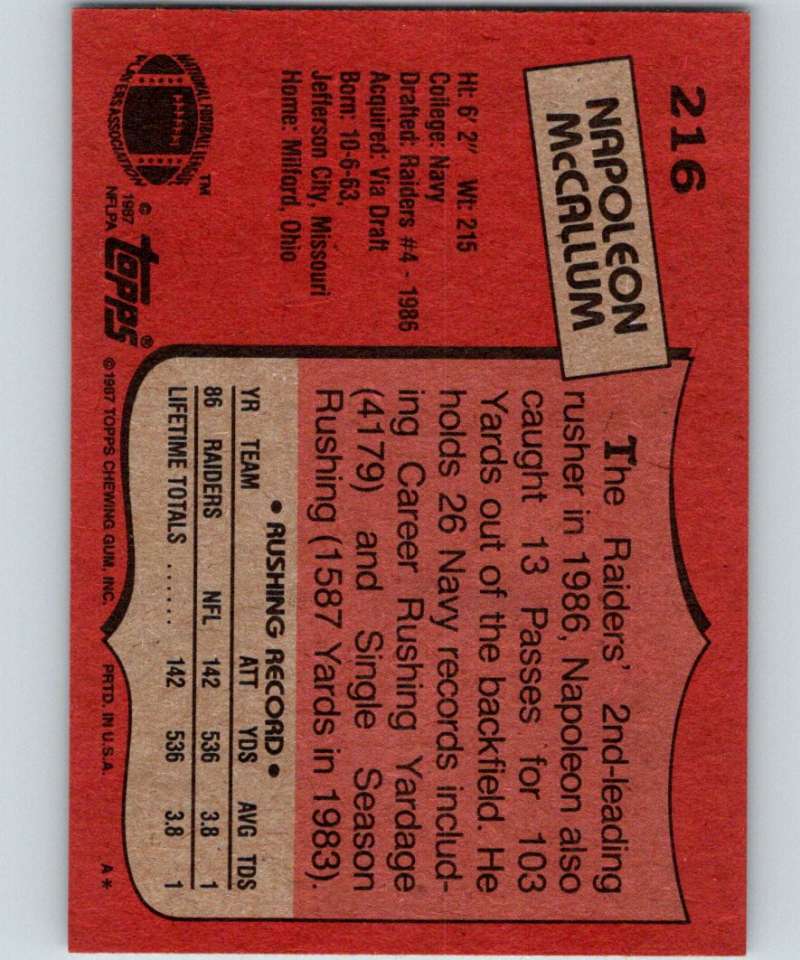 216
NAPOLEON
McCALLUM
Ht: 6' 2" Wt: 215
College: Navy
Drafted: Raiders #4 - 1986
Acquired: Via Draft
Born: 10-6-63,
Jefferson City, Missouri
Home: Milford, Ohio
NATIONAL FOOTBALL LEAGUE
PLAYERS ASSOCIATION
TM
©
1987
NFLPA
topps®
The Raiders' 2nd-leading
rusher in 1986, Napoleon also
caught 13 Passes for 103
Yards out of the backfield. He
holds 26 Navy records includ-
ing Career Rushing Yardage
(4179) and Single Season
Rushing (1587 Yards in 1983).
• RUSHING RECORD •
YR TEAM ATT YDS AVG TDS
86 RAIDERS NFL 142 536 3.8 1
LIFETIME TOTALS ...... 142 536 3.8 1
©1987 TOPPS CHEWING GUM, INC. PRTD. IN U.S.A. A*